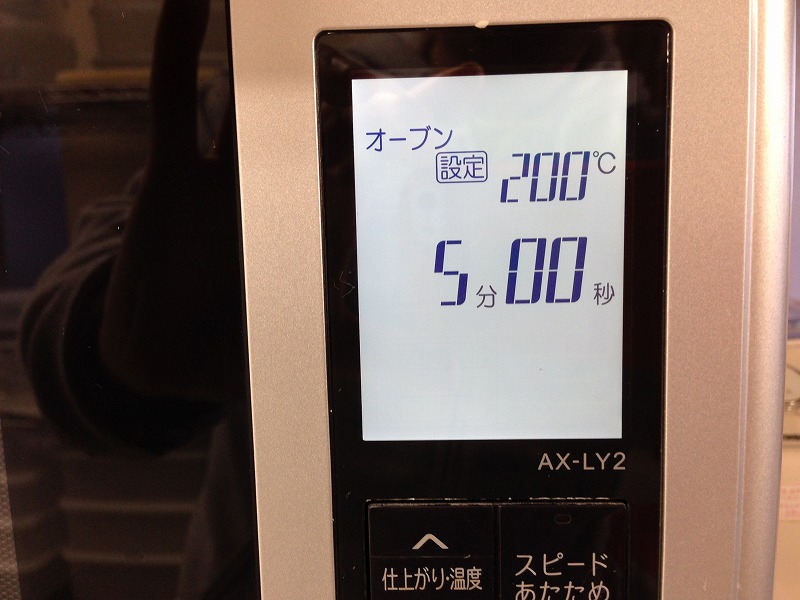 オーブン
設定 200℃
5分00秒
AX-LY2
仕上がり・温度
スピード
あたため